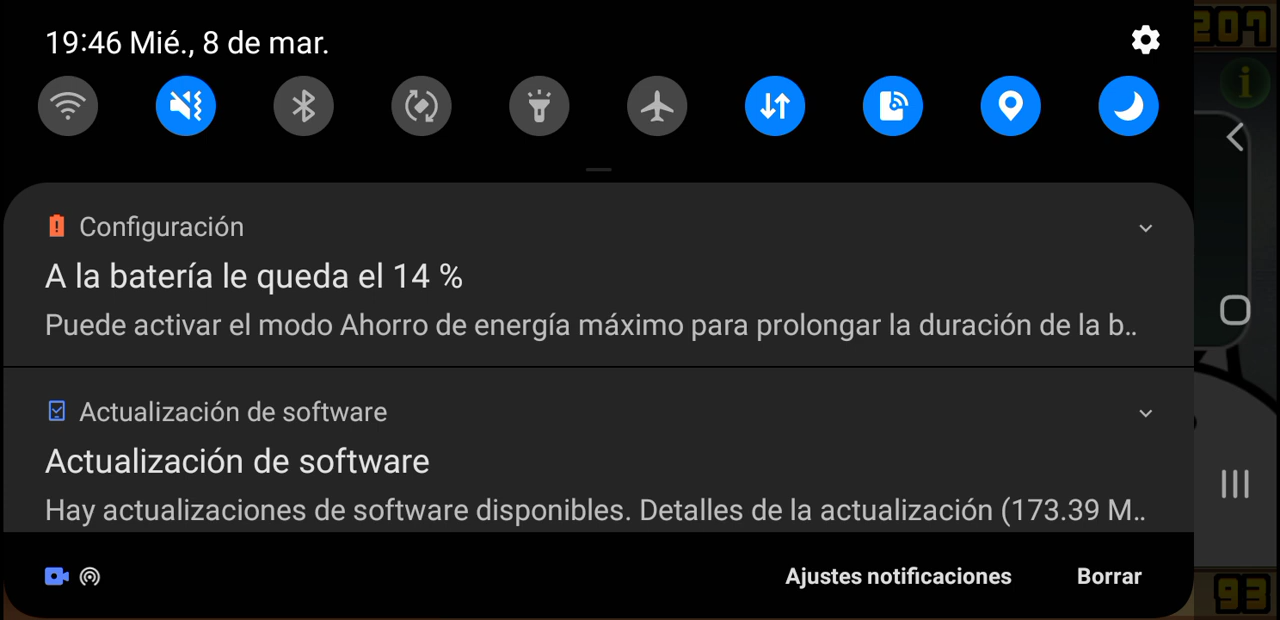 19:46 Mié., 8 de mar.
207
i
Configuración
A la batería le queda el 14 %
Puede activar el modo Ahorro de energía máximo para prolongar la duración de la b..
Actualización de software
Actualización de software
Hay actualizaciones de software disponibles. Detalles de la actualización (173.39 M..
Ajustes notificaciones
Borrar
93